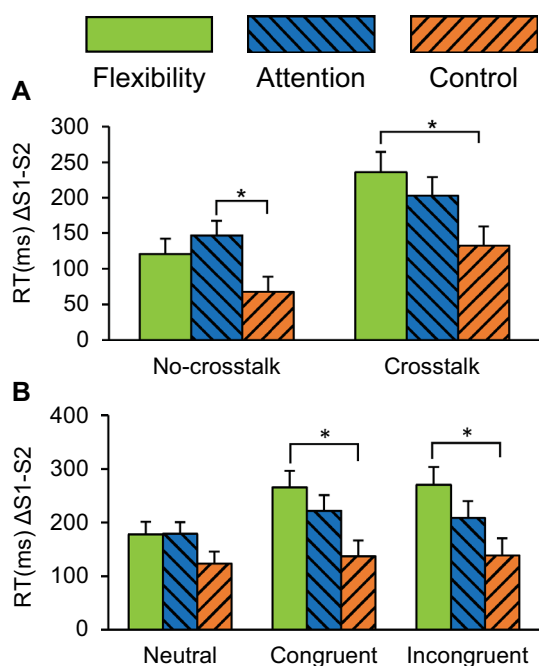 Flexibility Attention Control
A
RT(ms) ΔS1-S2
300
250
200
150
100
50
0
*
*
No-crosstalk Crosstalk
B
RT(ms) ΔS1-S2
400
300
200
100
0
*
*
Neutral Congruent Incongruent